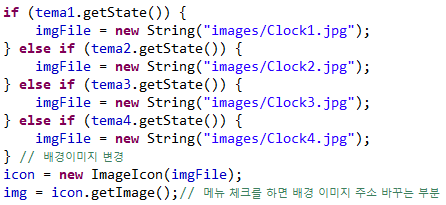 if (tema1.getState()) {
    imgFile = new String("images/Clock1.jpg");
} else if (tema2.getState()) {
    imgFile = new String("images/Clock2.jpg");
} else if (tema3.getState()) {
    imgFile = new String("images/Clock3.jpg");
} else if (tema4.getState()) {
    imgFile = new String("images/Clock4.jpg");
} // 배경이미지 변경
icon = new ImageIcon(imgFile);
img = icon.getImage();// 메뉴 체크를 하면 배경 이미지 주소 바꾸는 부분